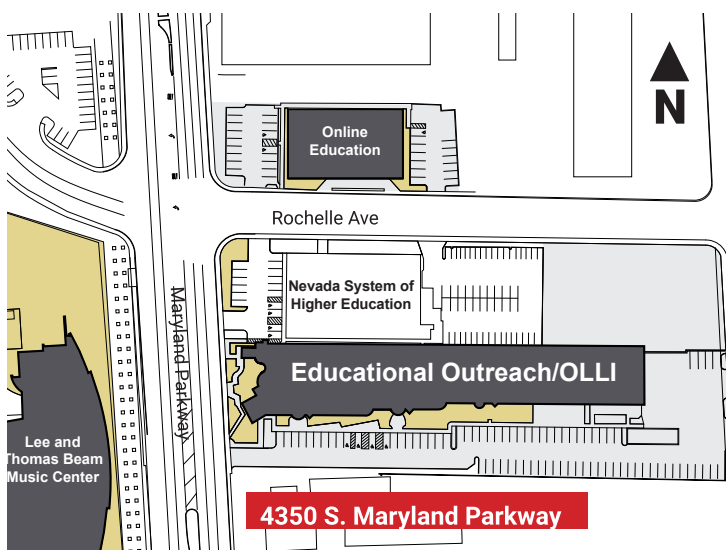 Online
Education
N
Rochelle Ave
Nevada System of
Higher Education
Maryland Parkway
Educational Outreach/OLLI
Lee and
Thomas Beam
Music Center
4350 S. Maryland Parkway